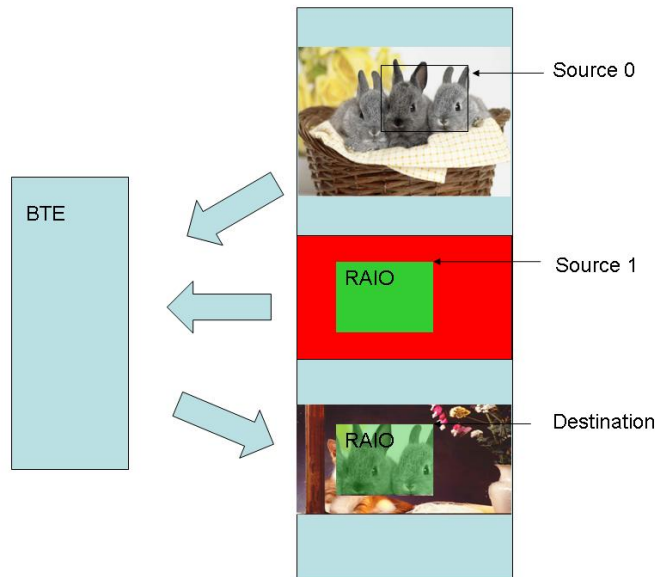 Source 0
BTE
RAIO
Source 1
RAIO
Destination